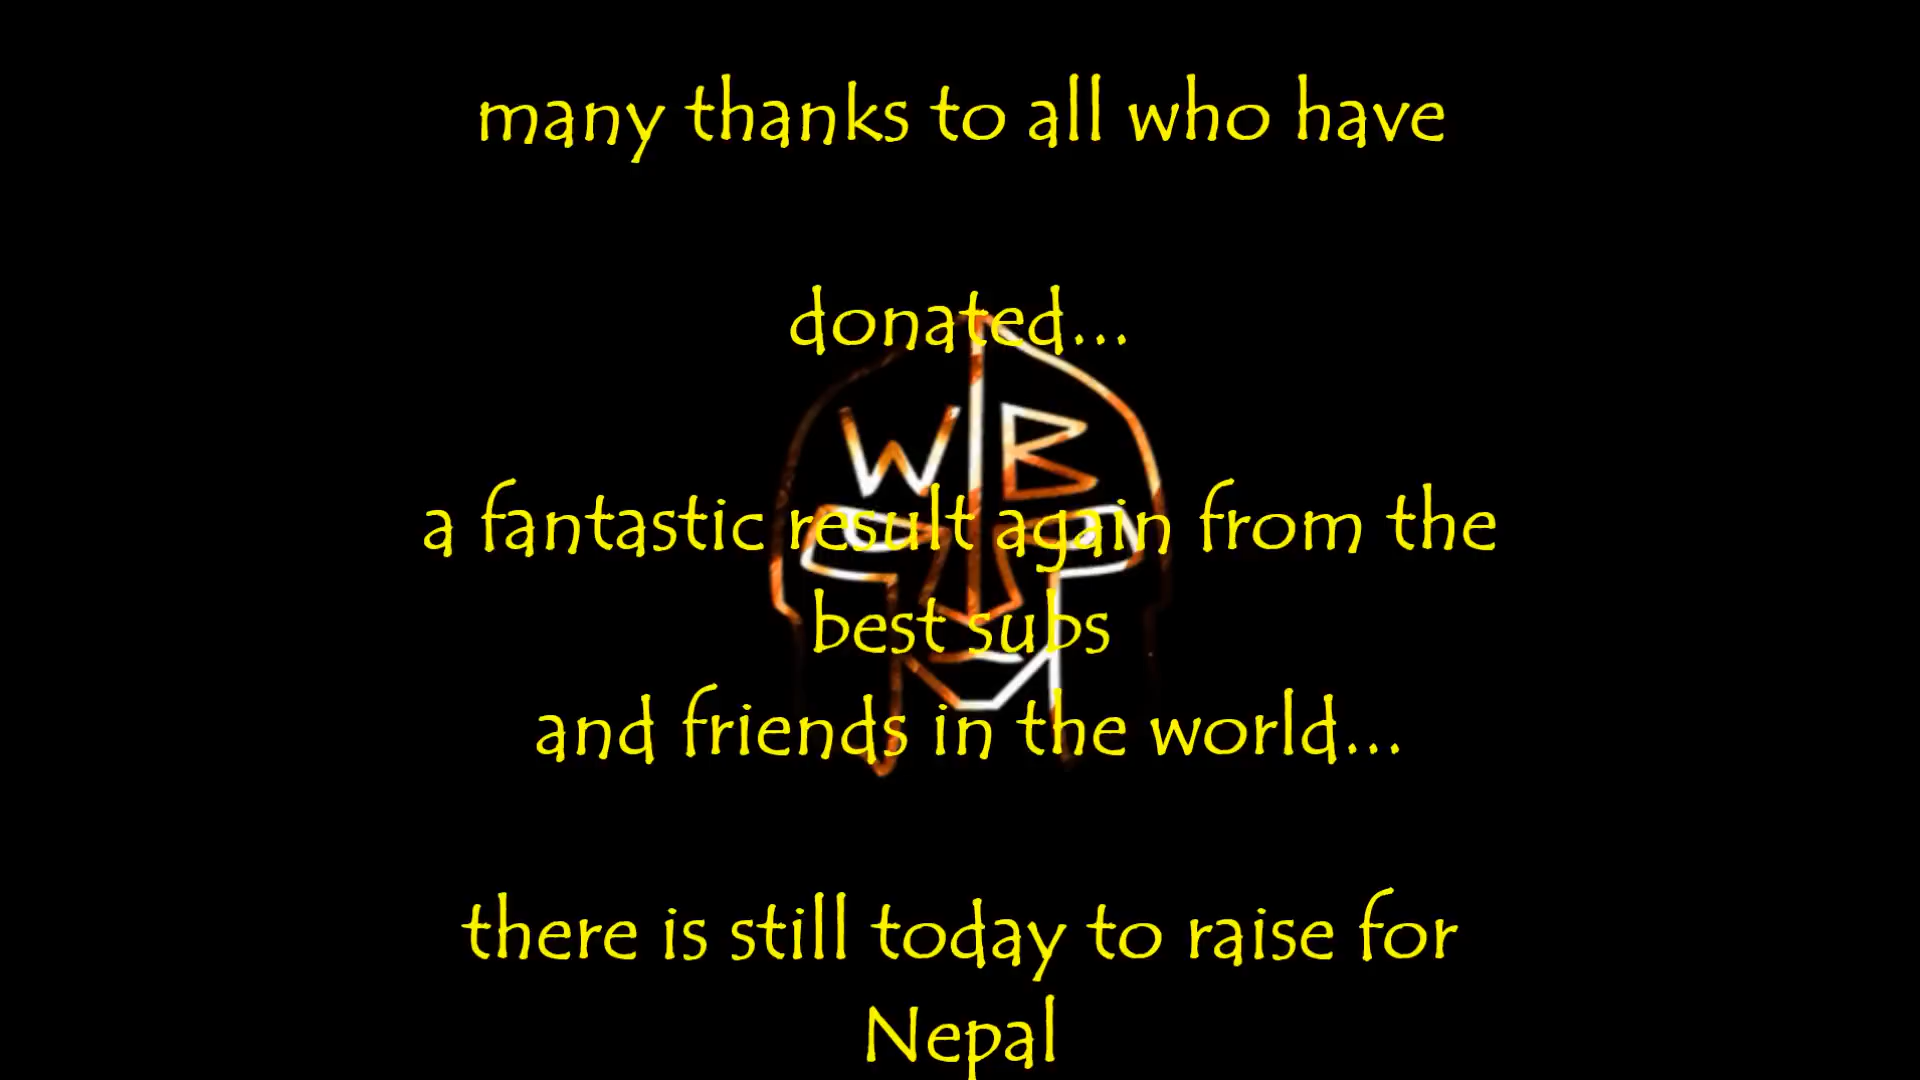 many thanks to all who have
donated...
WB
a fantastic result again from the
best subs
and friends in the world...
there is still today to raise for
Nepal